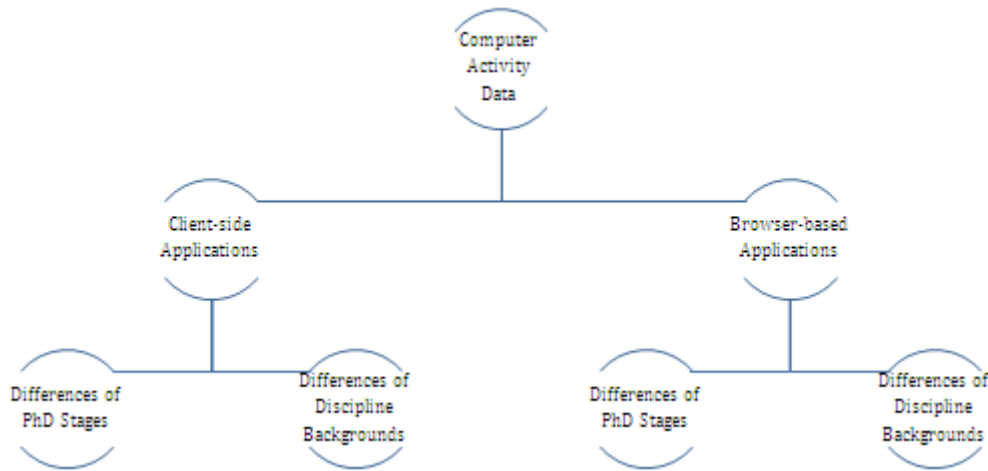 Computer
Activity
Data
Client-side
Applications
Browser-based
Applications
Differences of
PhD Stages
Differences of
Discipline
Backgrounds
Differences of
PhD Stages
Differences of
Discipline
Backgrounds